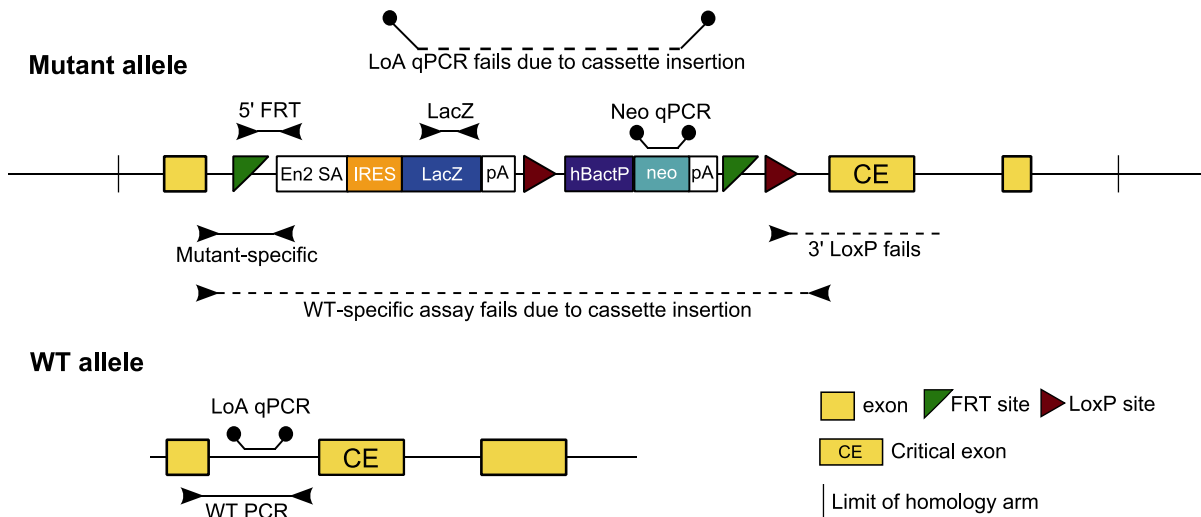 LoA qPCR fails due to cassette insertion
Mutant allele
5' FRT
LacZ
Neo qPCR
En2 SA
IRES
LacZ
pA
hBactP
neo
pA
CE
Mutant-specific
3' LoxP fails
WT-specific assay fails due to cassette insertion
WT allele
LoA qPCR
CE
WT PCR
exon
FRT site
LoxP site
CE
Critical exon
Limit of homology arm